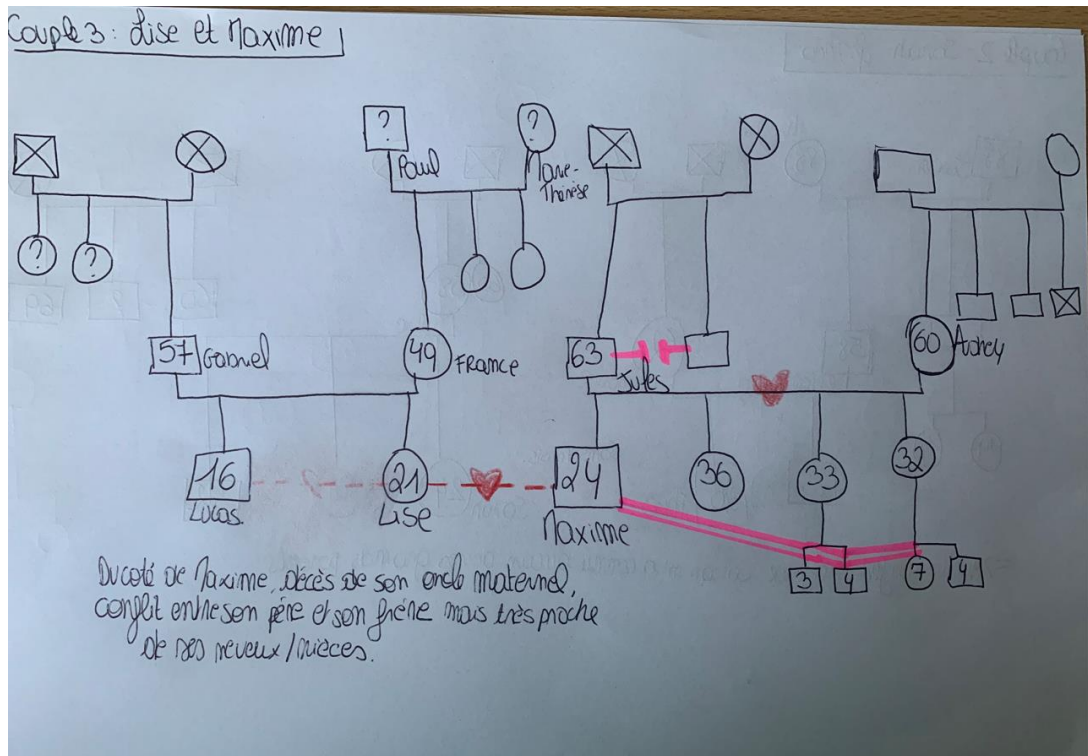 Couple 3: Lise et Maxime
? ?
Paul Marie-
Thérèse
? ?
57 Gabriel 49 France 63 Jules 60 Audrey
16 21 24 36 33 32
Lucas Lise Maxime
3 4 7 4
Du coté de Maxime, décès de son oncle maternel,
conflit entre son père et son frère mais très proche
de ses neveux/nièces.